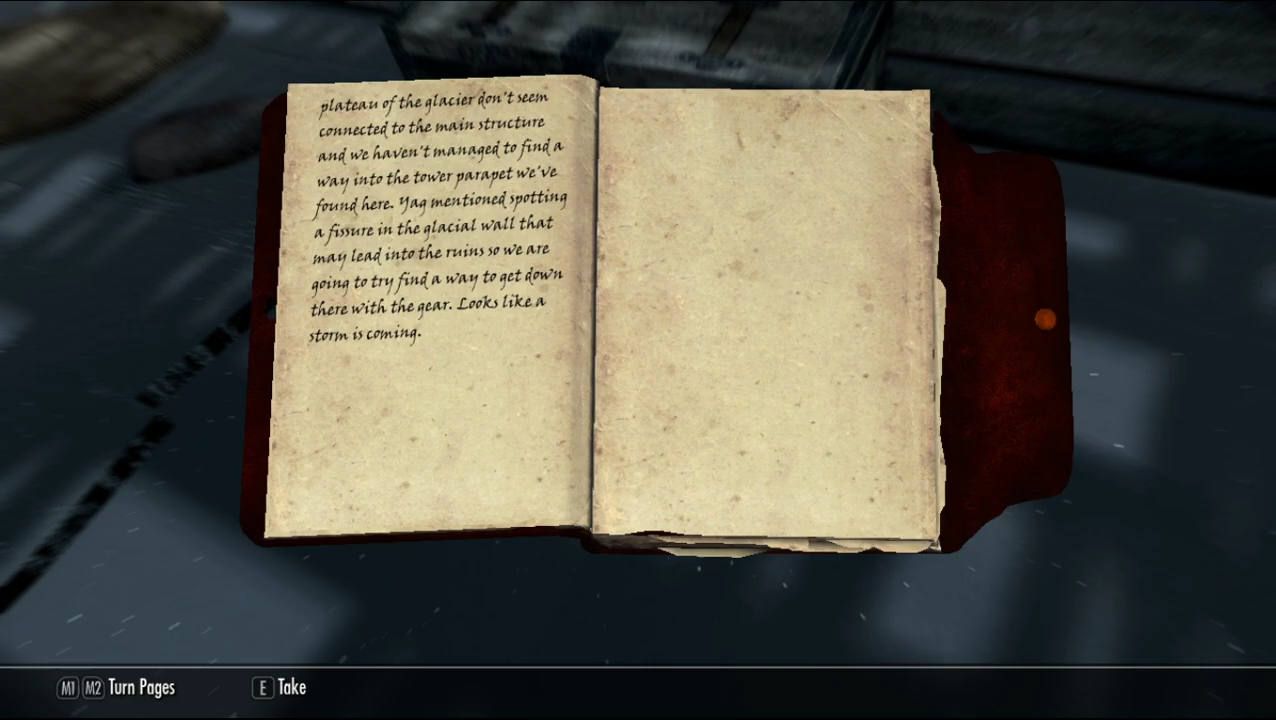 plateau of the glacier don't seem
connected to the main structure
and we haven't managed to find a
way into the tower parapet we've
found here. Yag mentioned spotting
a fissure in the glacial wall that
may lead into the ruins so we are
going to try find a way to get down
there with the gear. Looks like a
storm is coming.
M1 M2 Turn Pages E Take